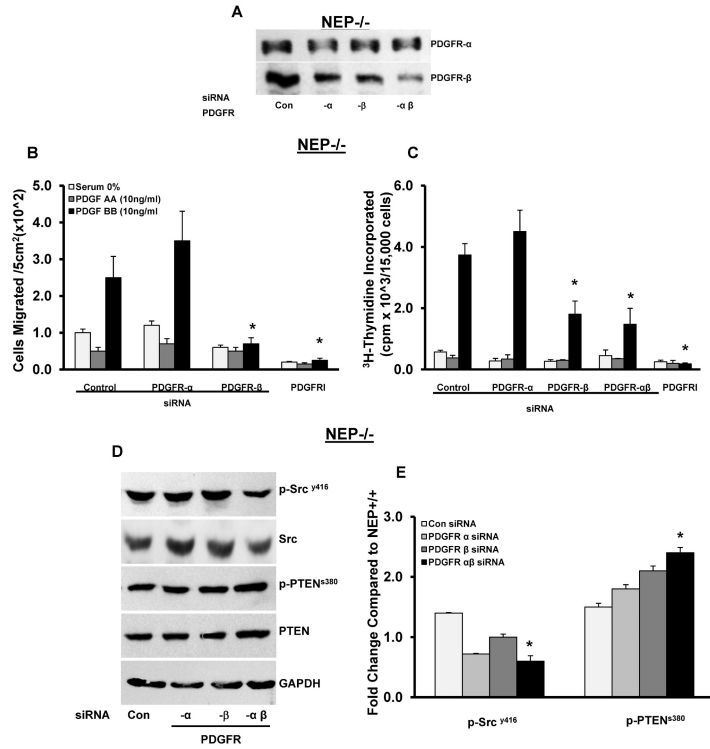 A
NEP-/-
PDGFR-α
PDGFR-β
siRNA
PDGFR
Con -α -β -α β
NEP-/-
B
Serum 0%
PDGF AA (10ng/ml)
PDGF BB (10ng/ml
Cells Migrated /5cm²(x10^2)
5.0
4.0
3.0
2.0
1.0
0.0
* *
Control PDGFR-α PDGFR-ß PDGFRI
siRNA
C
³H-Thymidine Incorporated
(cpm x 10^3/15,000 cells)
6.0
4.0
2.0
0.0
* * *
Control PDGFR-α PDGFR-ß PDGFR-αß PDGFRI
siRNA
NEP-/-
D
p-Src y416
Src
p-PTENs380
PTEN
GAPDH
siRNA Con -α -β -α β
PDGFR
E
Fold Change Compared to NEP+/+
3.0
2.0
1.0
0.0
Con siRNA
PDGFR α siRNA
PDGFR β siRNA
PDGFR αβ siRNA
* *
p-Src y416 p-PTENs380